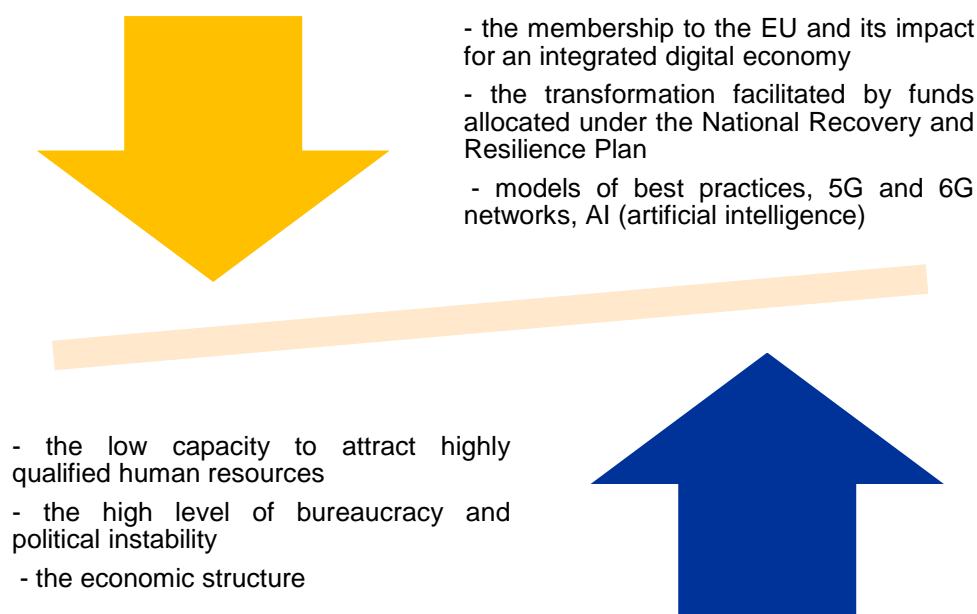 - the membership to the EU and its impact
for an integrated digital economy
- the transformation facilitated by funds
allocated under the National Recovery and
Resilience Plan
- models of best practices, 5G and 6G
networks, AI (artificial intelligence)
- the low capacity to attract highly
qualified human resources
- the high level of bureaucracy and
political instability
- the economic structure